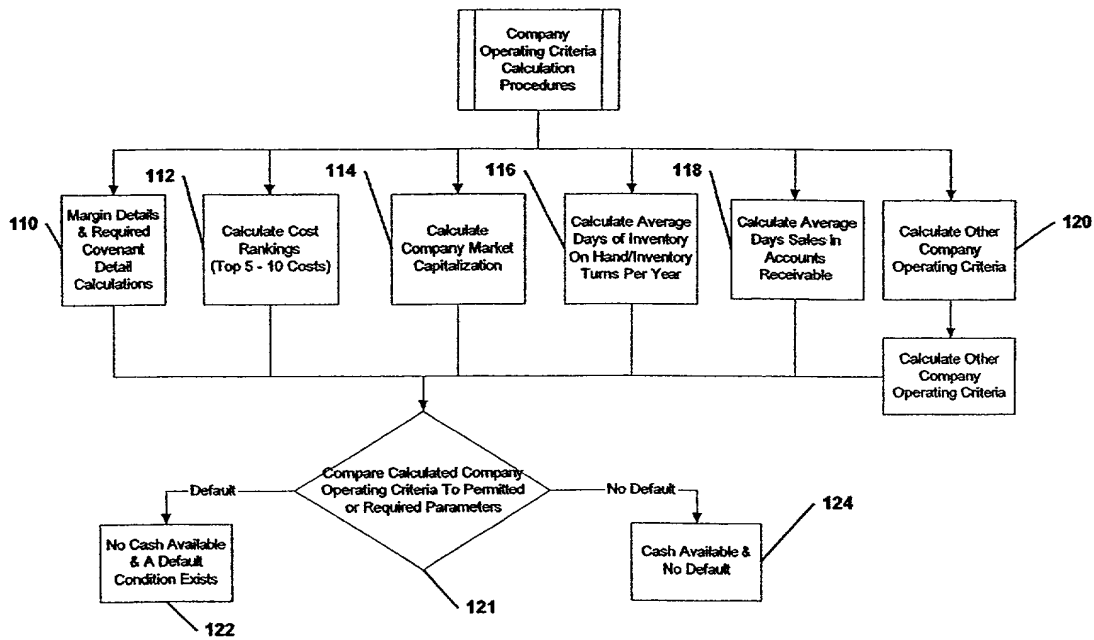 Company
Operating Criteria
Calculation
Procedures
110
Margin Details
& Required
Covenant
Detail
Calculations
112
Calculate Cost
Rankings
(Top 5 - 10 Costs)
114
Calculate
Company Market
Capitalization
116
Calculate Average
Days of Inventory
On Hand/Inventory
Turns Per Year
118
Calculate Average
Days Sales In
Accounts
Receivable
120
Calculate Other
Company
Operating Criteria
Calculate Other
Company
Operating Criteria
Compare Calculated Company
Operating Criteria To Permitted
or Required Parameters
121
Default
No Default
No Cash Available
& A Default
Condition Exists
122
Cash Available &
No Default
124